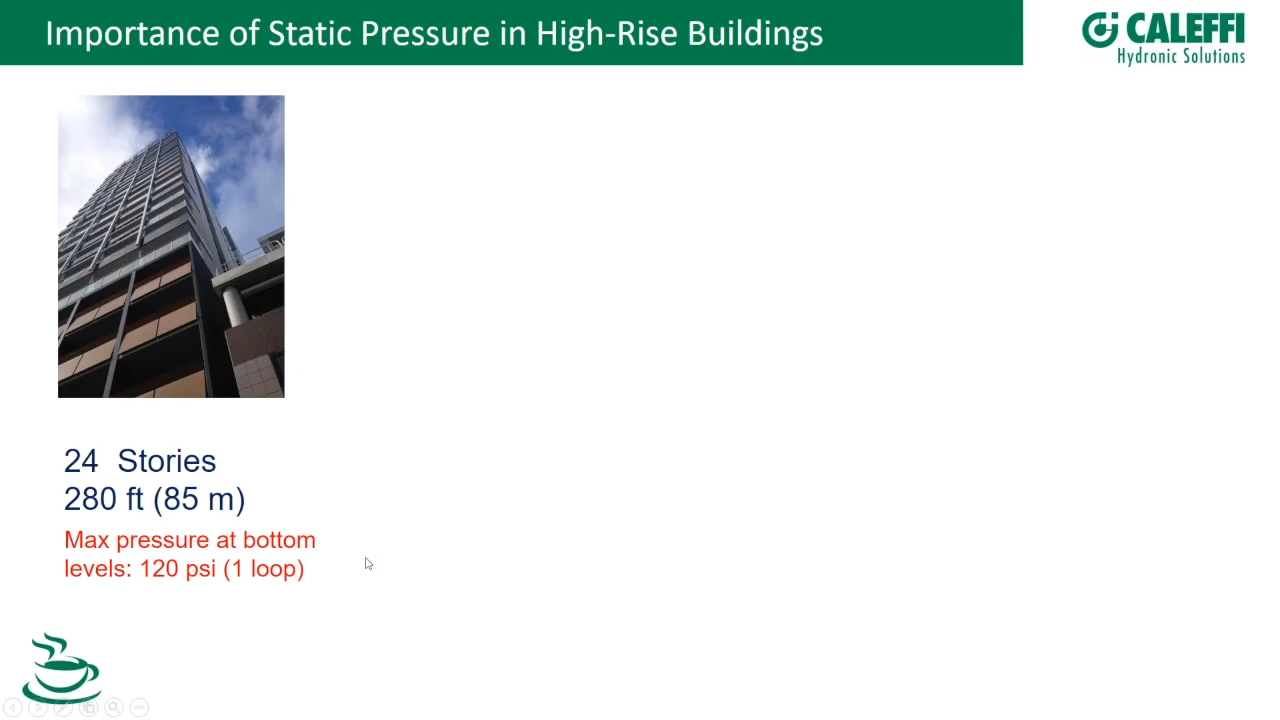 Importance of Static Pressure in High-Rise Buildings
CALEFFI
Hydronic Solutions
24 Stories
280 ft (85 m)
Max pressure at bottom
levels: 120 psi (1 loop)